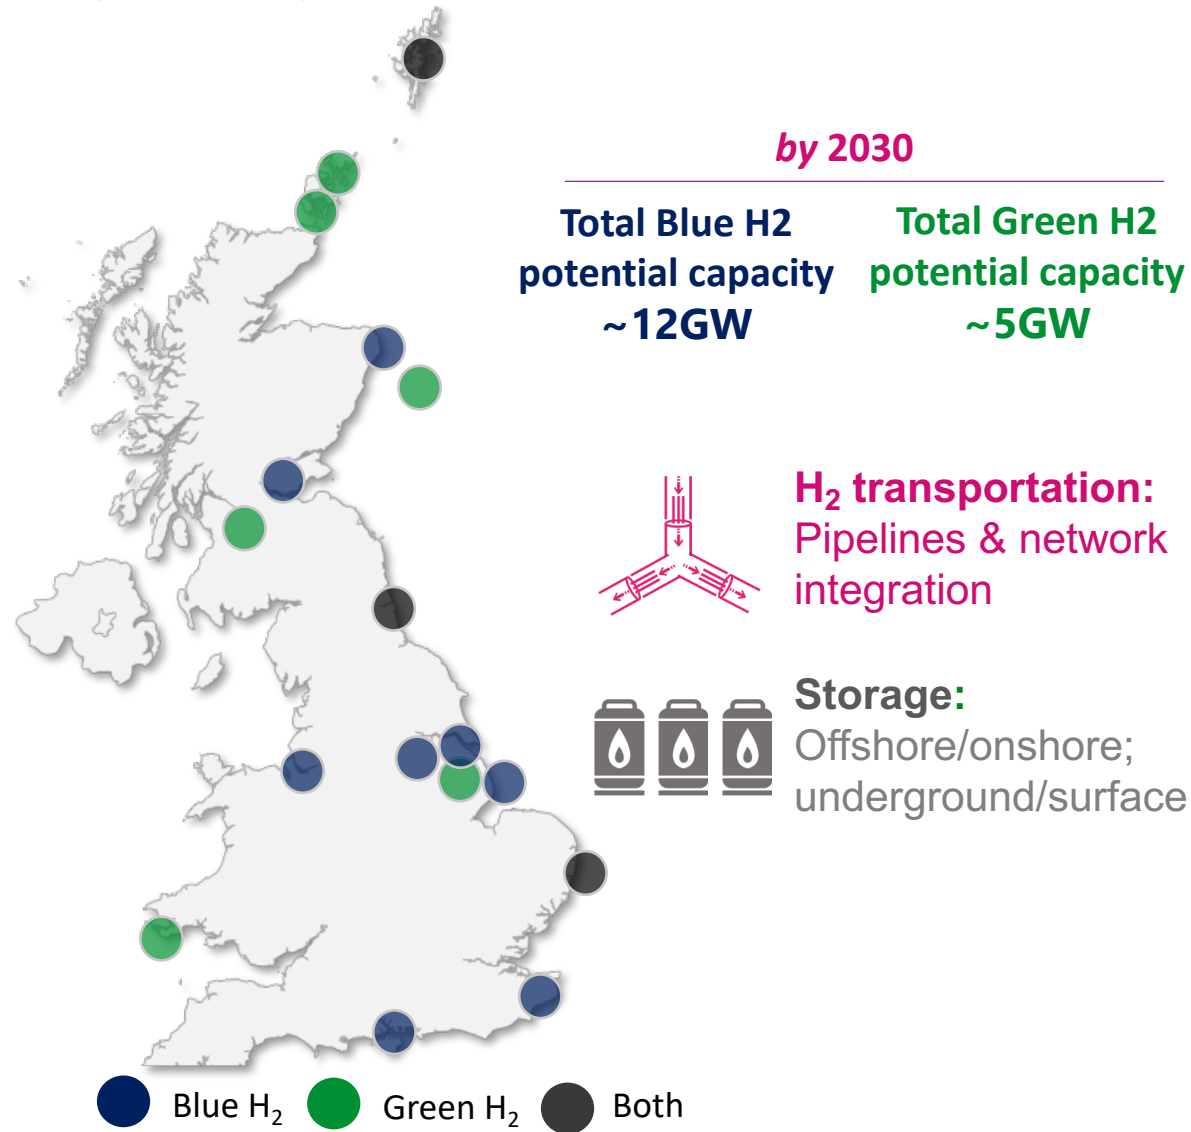 by 2030
Total Blue H2
potential capacity
~12GW
Total Green H2
potential capacity
~5GW
H₂ transportation:
Pipelines & network
integration
Storage:
Offshore/onshore;
underground/surface
Blue H₂
Green H₂
Both